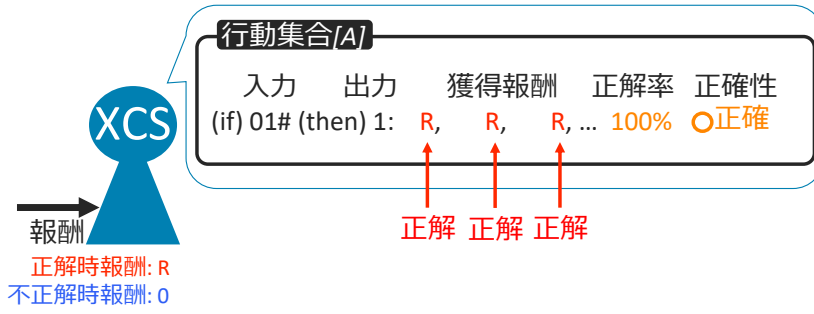 行動集合[A]
入力 出力 獲得報酬 正解率 正確性
(if) 01# (then) 1: R, R, R, ... 100% 正確
XCS
正解 正解 正解
報酬
正解時報酬: R
不正解時報酬: 0